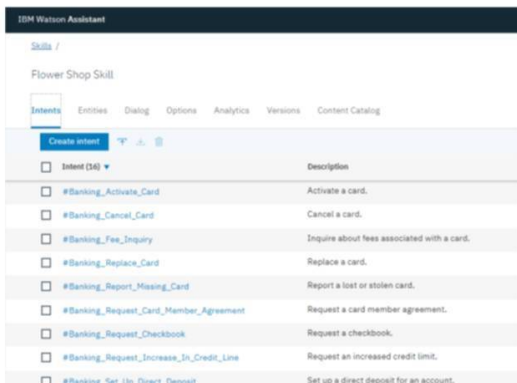 IBM Watson Assistant
Skills /
Flower Shop Skill
Intents Entities Dialog Options Analytics Versions Content Catalog
Create intent
Intent (16) ▼ Description
#Banking_Activate_Card Activate a card.
#Banking_Cancel_Card Cancel a card.
#Banking_Fee_Inquiry Inquire about fees associated with a card.
#Banking_Replace_Card Replace a card.
#Banking_Report_Missing_Card Report a lost or stolen card.
#Banking_Request_Card_Member_Agreement Request a card member agreement.
#Banking_Request_Checkbook Request a checkbook.
#Banking_Request_Increase_In_Credit_Line Request an increased credit limit.
#Banking_Set_Up_Direct_Deposit Set up a direct deposit for an account.